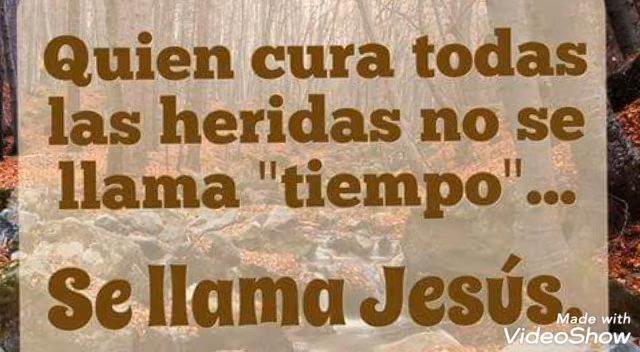 Quien cura todas
las heridas no se
llama "tiempo"...
Se llama Jesús.
Made with
VideoShow